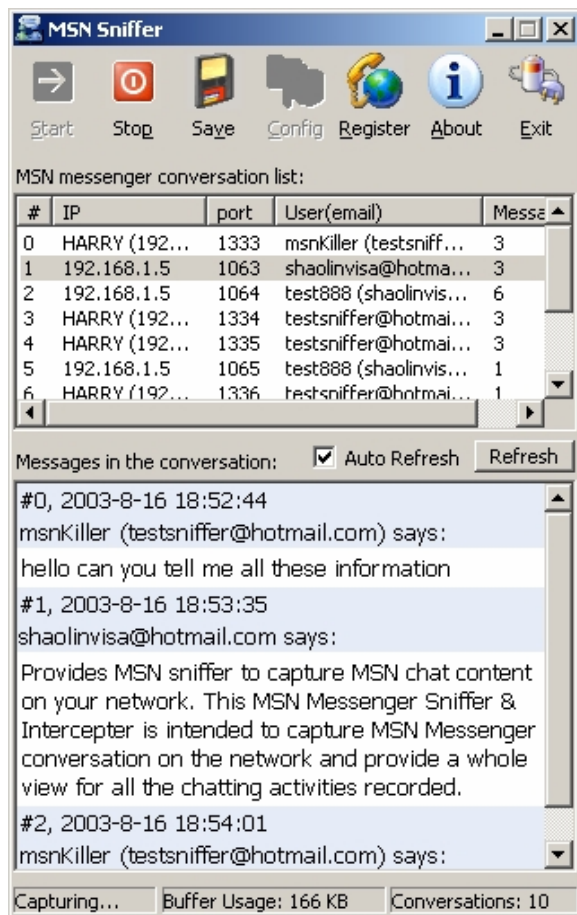 MSN Sniffer
Start Stop Save Config Register About Exit
MSN messenger conversation list:
# IP port User(email) Messa
0 HARRY (192... 1333 msnKiller (testsniff... 3
1 192.168.1.5 1063 shaolinvisa@hotma... 3
2 192.168.1.5 1064 test888 (shaolinvis... 6
3 HARRY (192... 1334 testsniffer@hotmai... 3
4 HARRY (192... 1335 testsniffer@hotmai... 3
5 192.168.1.5 1065 test888 (shaolinvis... 1
6 HARRY (192... 1336 testsniffer@hotmai... 1
Messages in the conversation: Auto Refresh Refresh
#0, 2003-8-16 18:52:44
msnKiller (testsniffer@hotmail.com) says:
hello can you tell me all these information
#1, 2003-8-16 18:53:35
shaolinvisa@hotmail.com says:
Provides MSN sniffer to capture MSN chat content
on your network. This MSN Messenger Sniffer &
Intercepter is intended to capture MSN Messenger
conversation on the network and provide a whole
view for all the chatting activities recorded.
#2, 2003-8-16 18:54:01
msnKiller (testsniffer@hotmail.com) says:
Capturing... Buffer Usage: 166 KB Conversations: 10